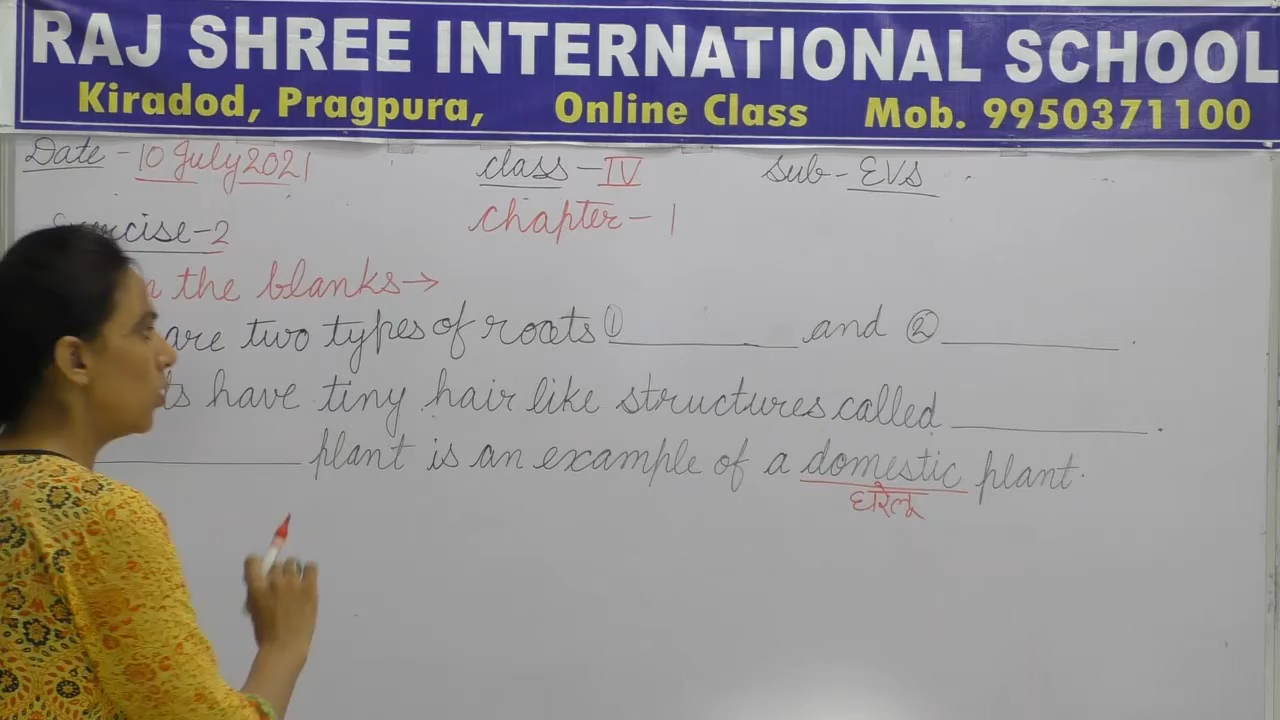 RAJ SHREE INTERNATIONAL SCHOOL
Kiradod, Pragpura, Online Class Mob. 9950371100
Date - 10 July 2021 class - IV Sub - EVS
chapter - 1
Exercise-2
the blanks→
are two types of roots ① ________ and ② ________.
have tiny hair like structures called ________.
________ plant is an example of a domestic plant.
घरेलू